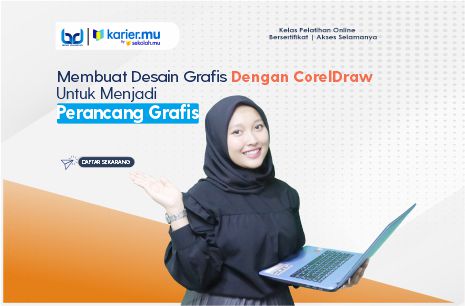 karier.mu
by sekolah.mu
Kelas Pelatihan Online
Bersertifikat | Akses Selamanya
Membuat Desain Grafis Dengan CorelDraw
Untuk Menjadi
Perancang Grafis
DAFTAR SEKARANG